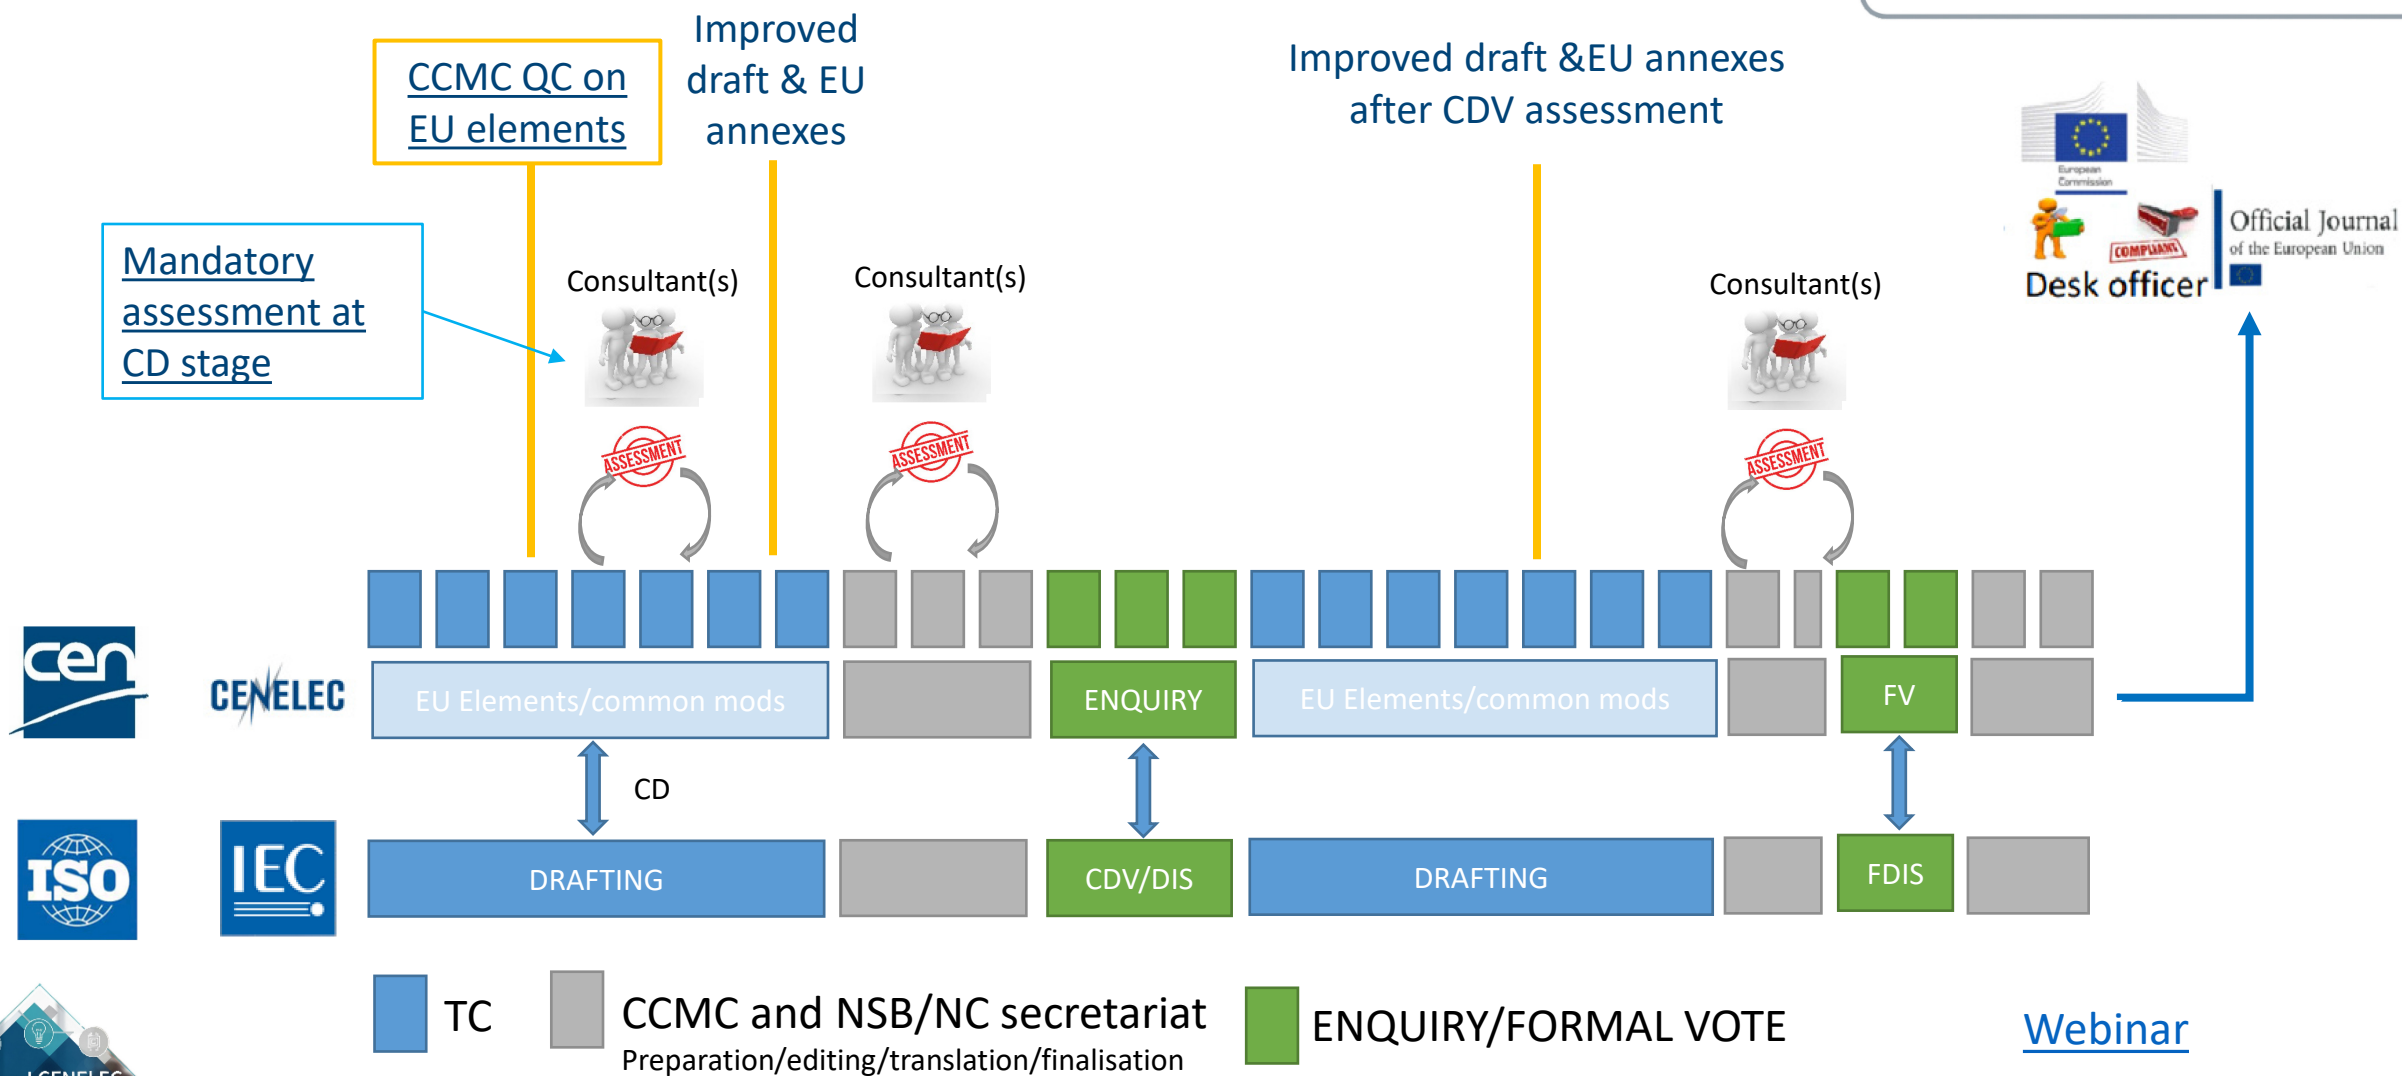 Improved
draft & EU
annexes
CCMC QC on
EU elements
Improved draft &EU annexes
after CDV assessment
European
Commission
COMPLIANT
Official Journal
of the European Union
Desk officer
Mandatory
assessment at
CD stage
Consultant(s)
Consultant(s)
Consultant(s)
ASSESSMENT
ASSESSMENT
ASSESSMENT
cen
CENELEC
EU Elements/common mods
ENQUIRY
EU Elements/common mods
FV
CD
ISO
IEC
DRAFTING
CDV/DIS
DRAFTING
FDIS
TC
CCMC and NSB/NC secretariat
Preparation/editing/translation/finalisation
ENQUIRY/FORMAL VOTE
Webinar